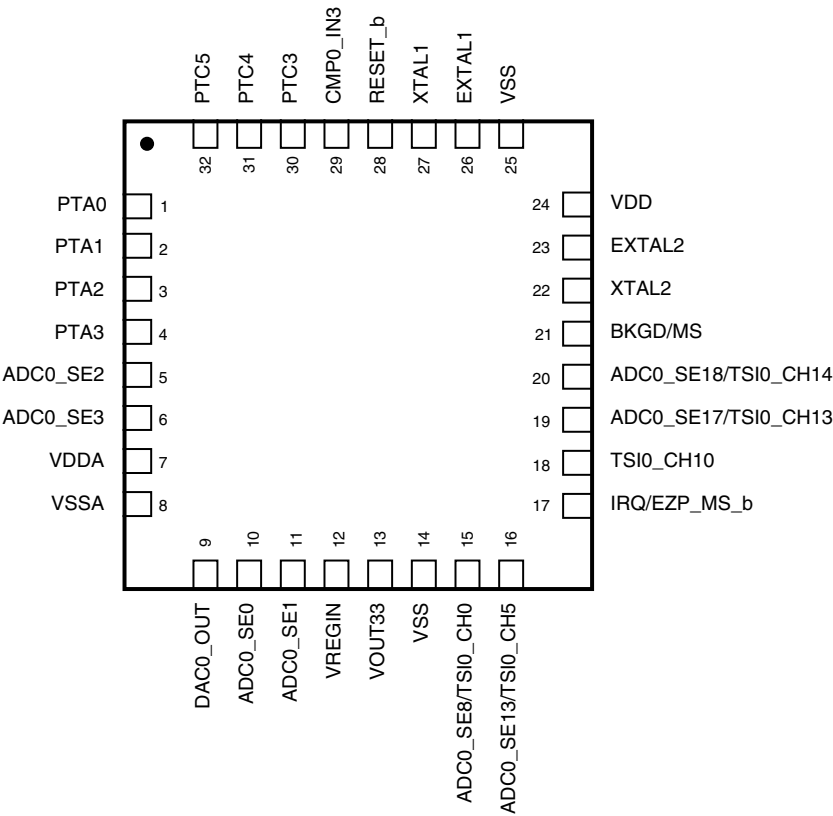 PTC5
PTC4
PTC3
CMP0_IN3
RESET_b
XTAL1
EXTAL1
VSS
32
31
30
29
28
27
26
25
PTA0 1
PTA1 2
PTA2 3
PTA3 4
ADC0_SE2 5
ADC0_SE3 6
VDDA 7
VSSA 8
24 VDD
23 EXTAL2
22 XTAL2
21 BKGD/MS
20 ADC0_SE18/TSI0_CH14
19 ADC0_SE17/TSI0_CH13
18 TSI0_CH10
17 IRQ/EZP_MS_b
9
10
11
12
13
14
15
16
DAC0_OUT
ADC0_SE0
ADC0_SE1
VREGIN
VOUT33
VSS
ADC0_SE8/TSI0_CH0
ADC0_SE13/TSI0_CH5